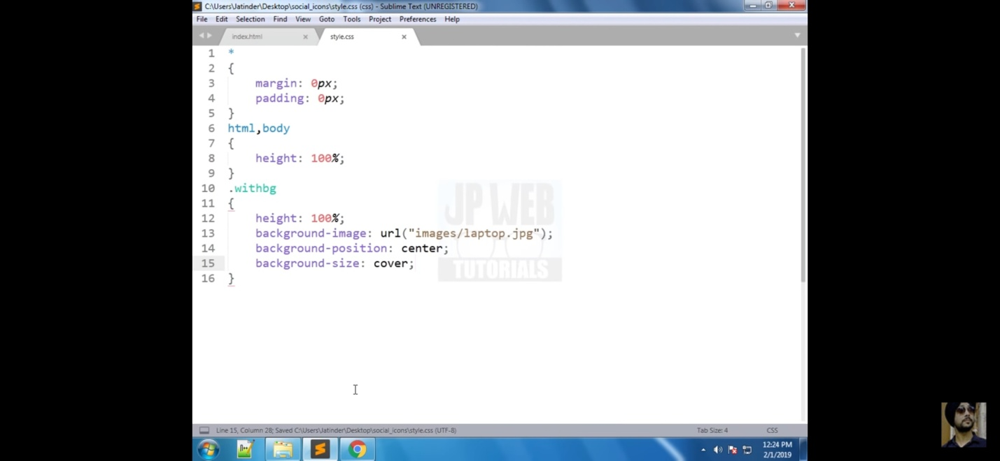 C:\Users\Jatinder\Desktop\social_icons\style.css (css) - Sublime Text (UNREGISTERED)
File Edit Selection Find View Goto Tools Project Preferences Help
index.html style.css
1 *
2 {
3 margin: 0px;
4 padding: 0px;
5 }
6 html,body
7 {
8 height: 100%;
9 }
10 .withbg
11 {
12 height: 100%;
13 background-image: url("images/laptop.jpg");
14 background-position: center;
15 background-size: cover;
16 }
JP WEB
TUTORIALS
Line 15, Column 28; Saved C:\Users\Jatinder\Desktop\social_icons\style.css (UTF-8) Tab Size: 4 CSS
12:24 PM
2/1/2019